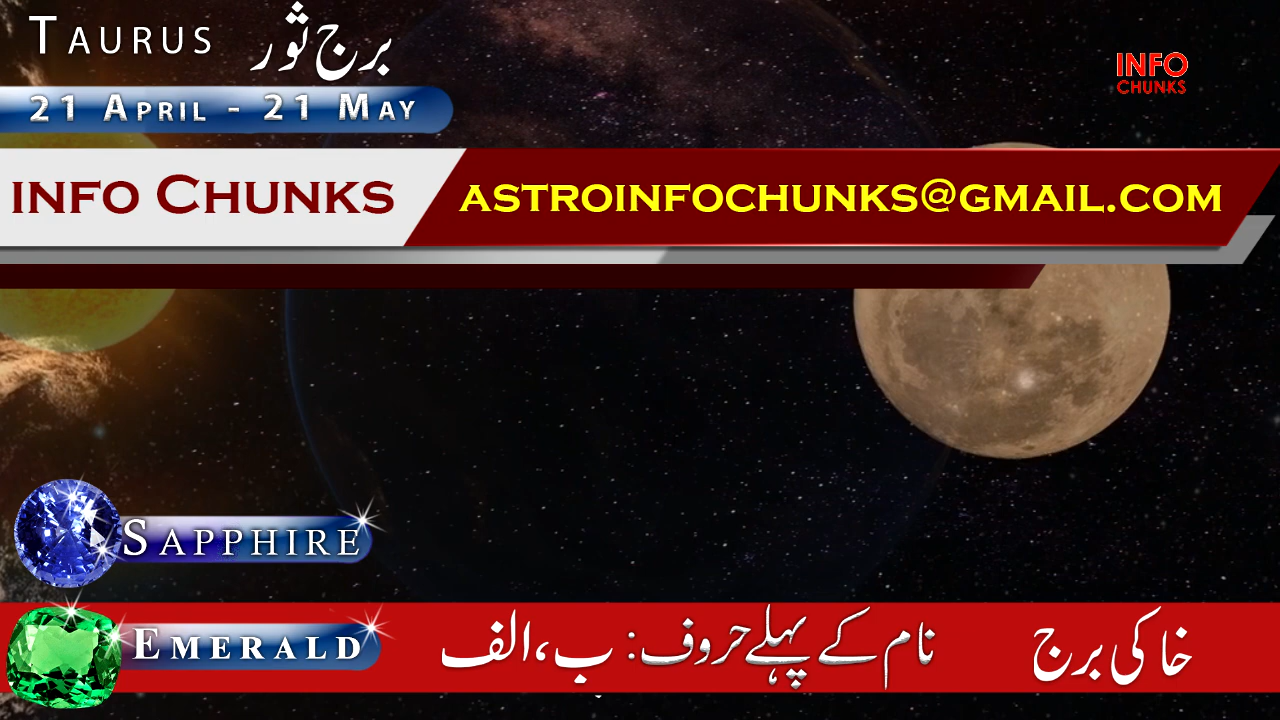 TAURUS برج ثور
INFO
CHUNKS
21 APRIL - 21 MAY
INFO CHUNKS ASTROINFOCHUNKS@GMAIL.COM
SAPPHIRE
EMERALD
خاکی برج
نام کے پہلے حروف: ب، الف